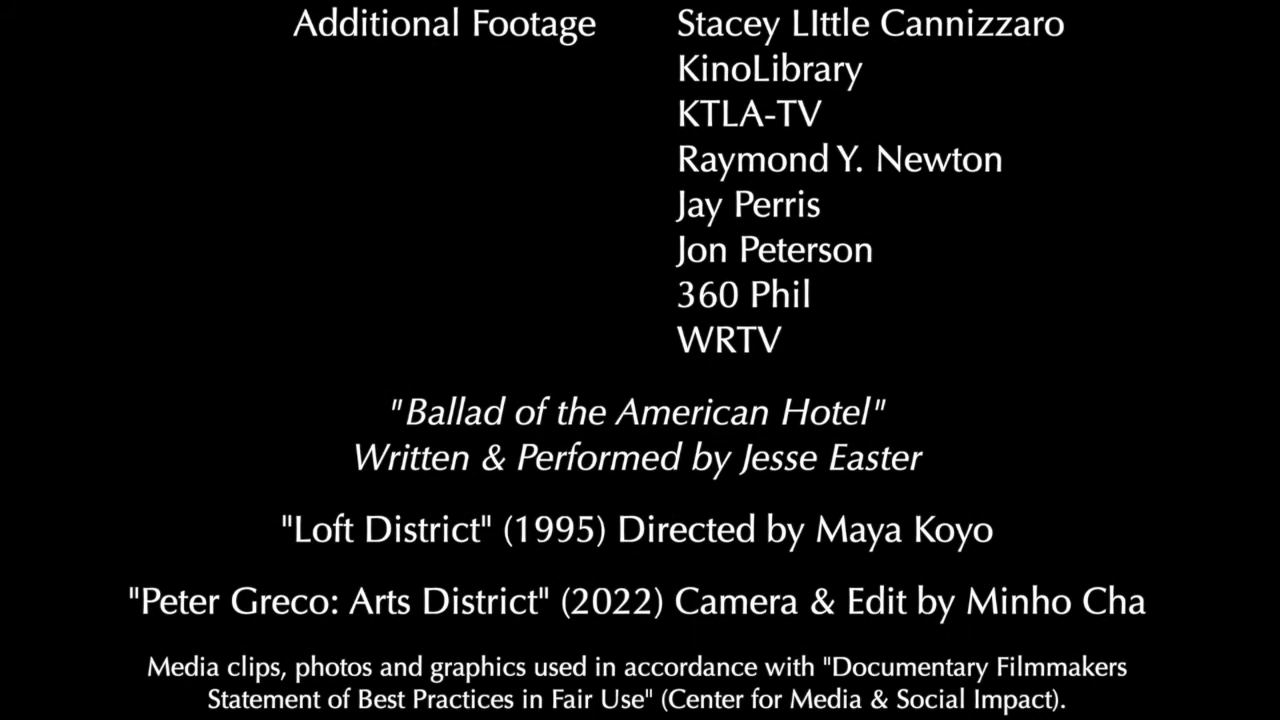 Additional Footage Stacey LIttle Cannizzaro
KinoLibrary
KTLA-TV
Raymond Y. Newton
Jay Perris
Jon Peterson
360 Phil
WRTV
"Ballad of the American Hotel"
Written & Performed by Jesse Easter
"Loft District" (1995) Directed by Maya Koyo
"Peter Greco: Arts District" (2022) Camera & Edit by Minho Cha
Media clips, photos and graphics used in accordance with "Documentary Filmmakers
Statement of Best Practices in Fair Use" (Center for Media & Social Impact).